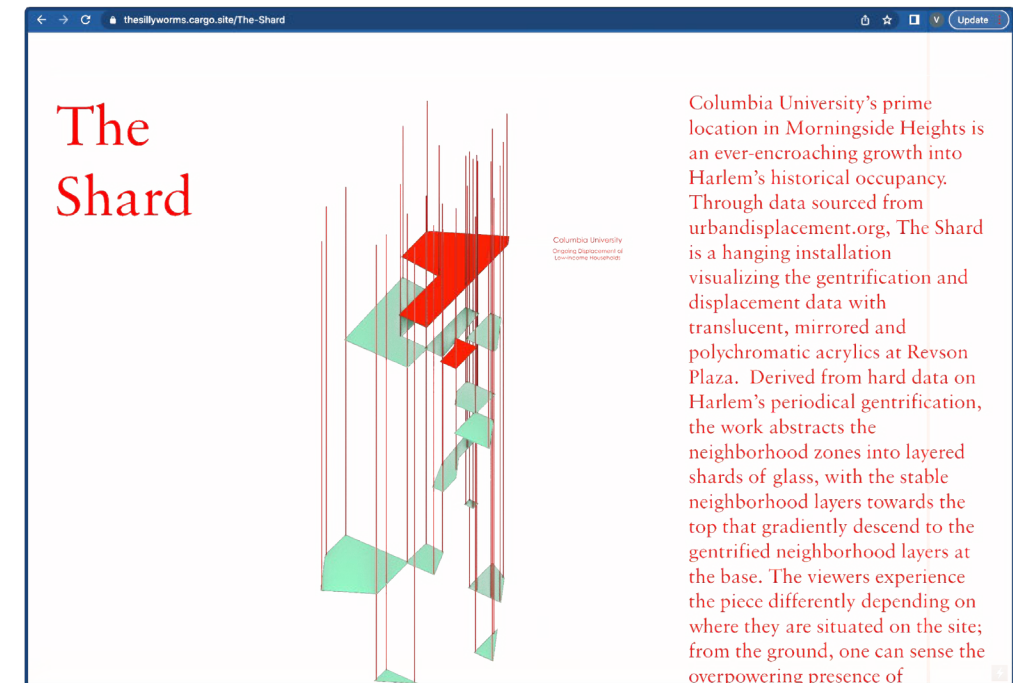 thesillyworms.cargo.site/The-Shard
V
Update
The
Shard
Columbia University
Ongoing Displacement of
Low-Income Households
Columbia University’s prime
location in Morningside Heights is
an ever-encroaching growth into
Harlem’s historical occupancy.
Through data sourced from
urbandisplacement.org, The Shard
is a hanging installation
visualizing the gentrification and
displacement data with
translucent, mirrored and
polychromatic acrylics at Revson
Plaza.  Derived from hard data on
Harlem’s periodical gentrification,
the work abstracts the
neighborhood zones into layered
shards of glass, with the stable
neighborhood layers towards the
top that gradiently descend to the
gentrified neighborhood layers at
the base. The viewers experience
the piece differently depending on
where they are situated on the site;
from the ground, one can sense the
overpowering presence of